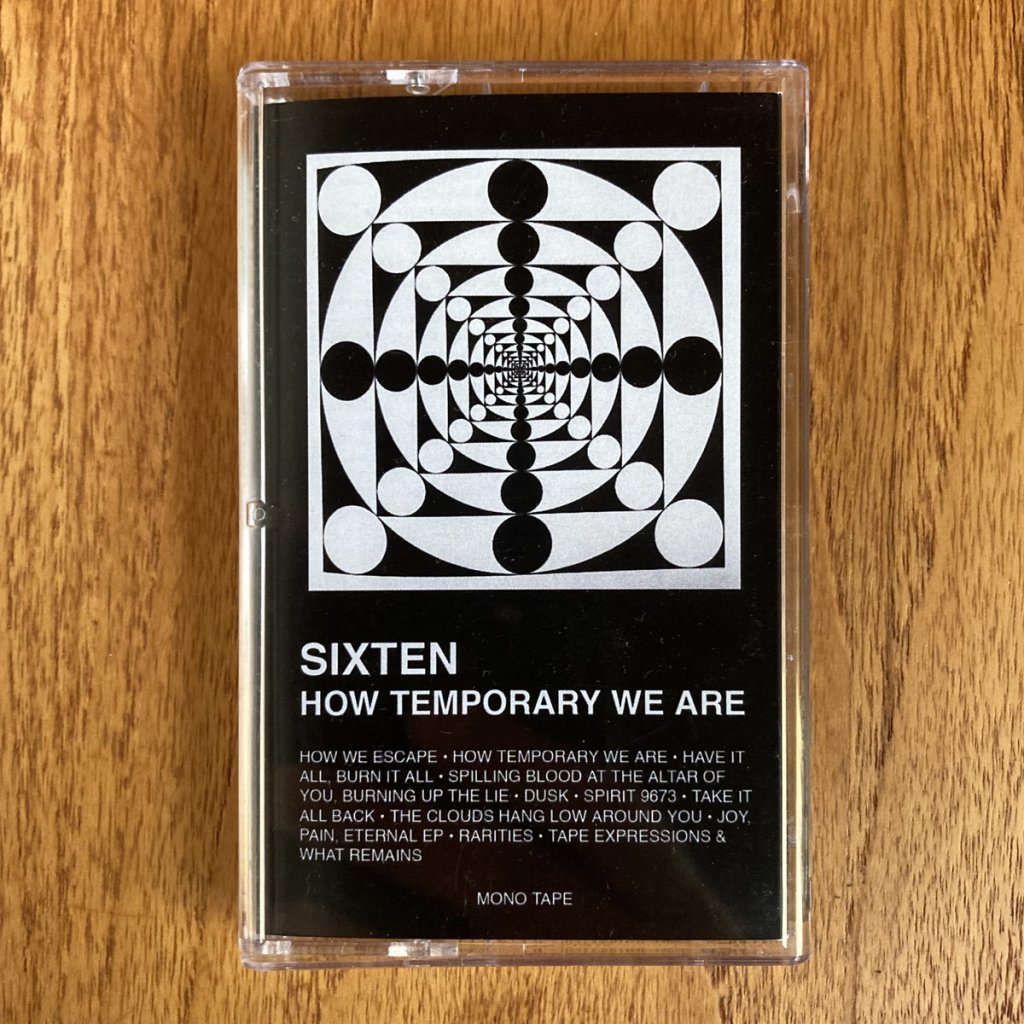 SIXTEN
HOW TEMPORARY WE ARE
HOW WE ESCAPE • HOW TEMPORARY WE ARE • HAVE IT
ALL, BURN IT ALL • SPILLING BLOOD AT THE ALTAR OF
YOU, BURNING UP THE LIE • DUSK • SPIRIT 9673 • TAKE IT
ALL BACK • THE CLOUDS HANG LOW AROUND YOU • JOY,
PAIN, ETERNAL EP • RARITIES • TAPE EXPRESSIONS &
WHAT REMAINS
MONO TAPE